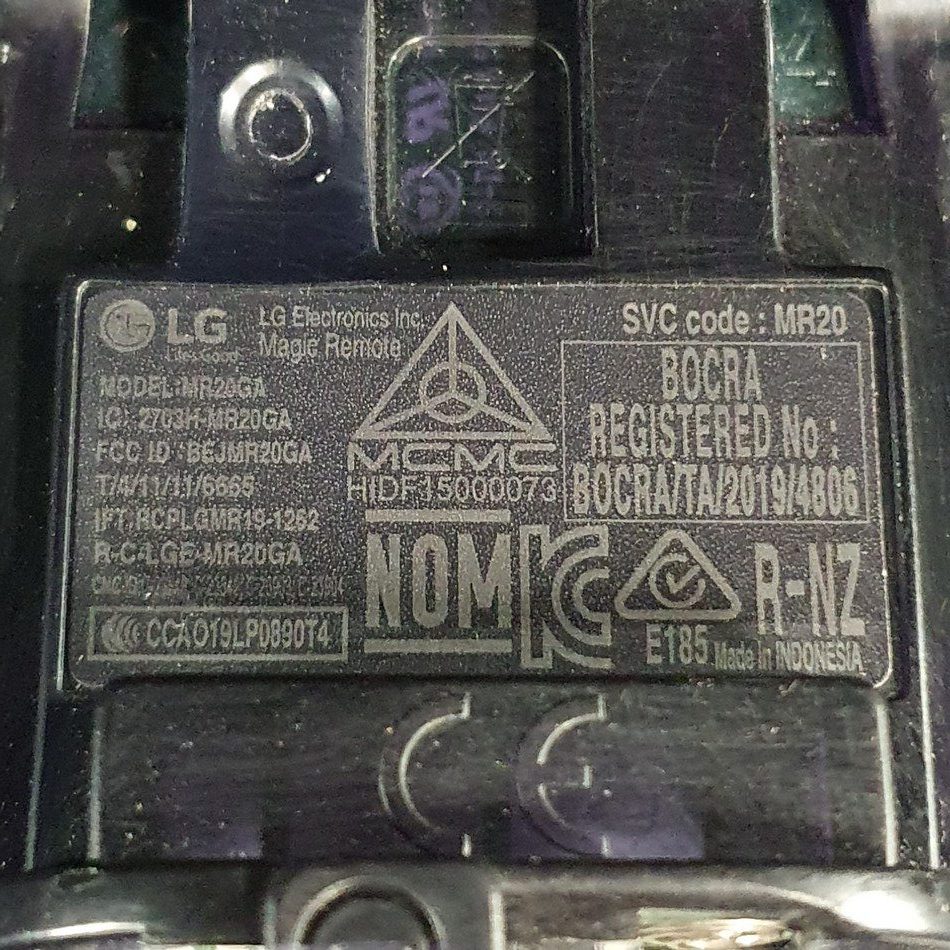 LG
Life's Good
LG Electronics Inc.
Magic Remote
SVC code : MR20
MODEL:MR20GA
IC: 2703H-MR20GA
FCC ID : BEJMR20GA
T/4/11/11/6665
IFT:RCPLGMR19-1262
R-C-LGE-MR20GA
CCAO19LP0890T4
MCMC
HIDF15000073
NOM
BOCRA
REGISTERED No :
BOCRA/TA/2019/4806
E185
R-NZ
Made in INDONESIA
CE